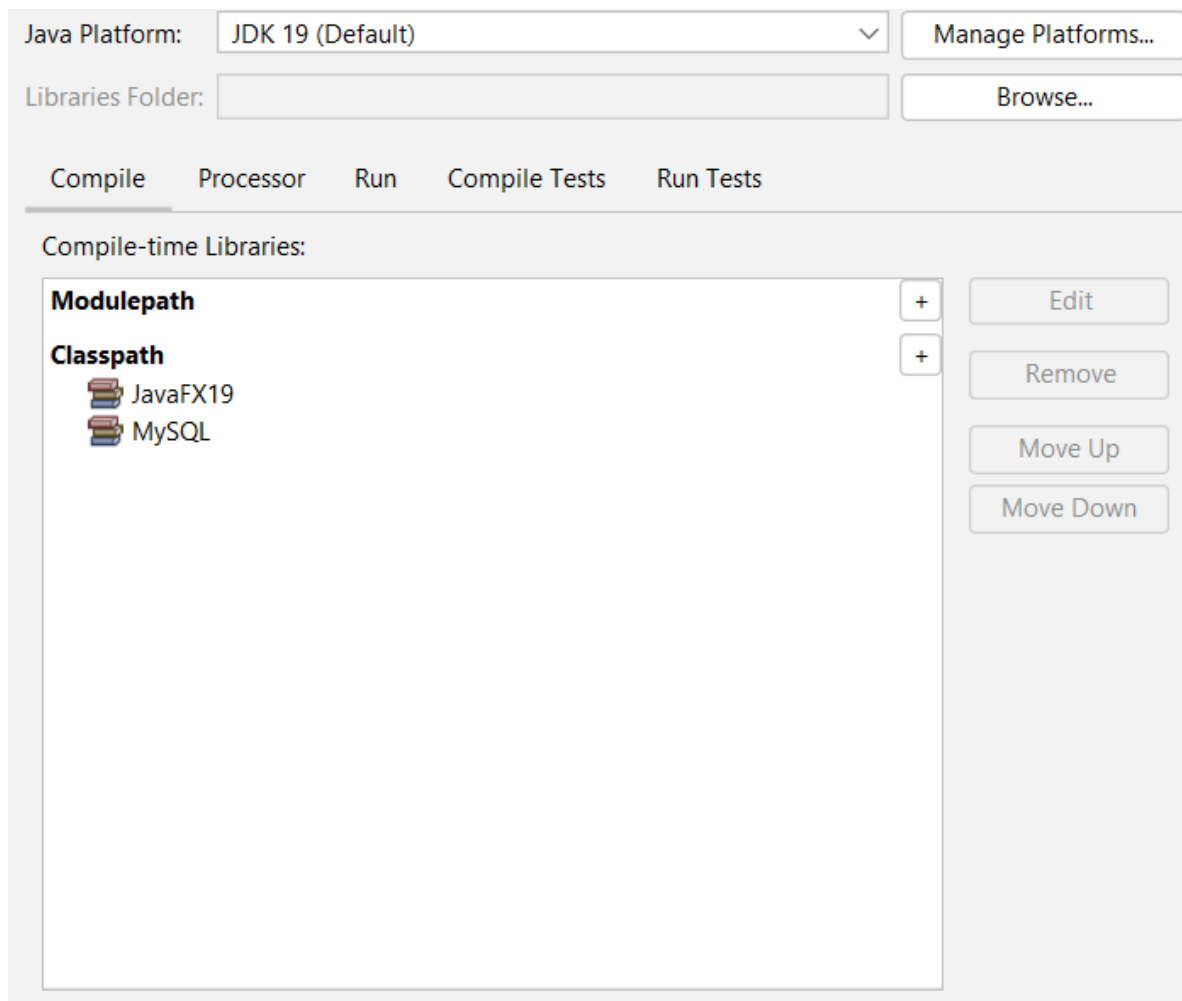 Java Platform: JDK 19 (Default) Manage Platforms...
Libraries Folder: Browse...
Compile Processor Run Compile Tests Run Tests
Compile-time Libraries:
Modulepath + Edit
Classpath +
Remove
JavaFX19
MySQL
Move Up
Move Down